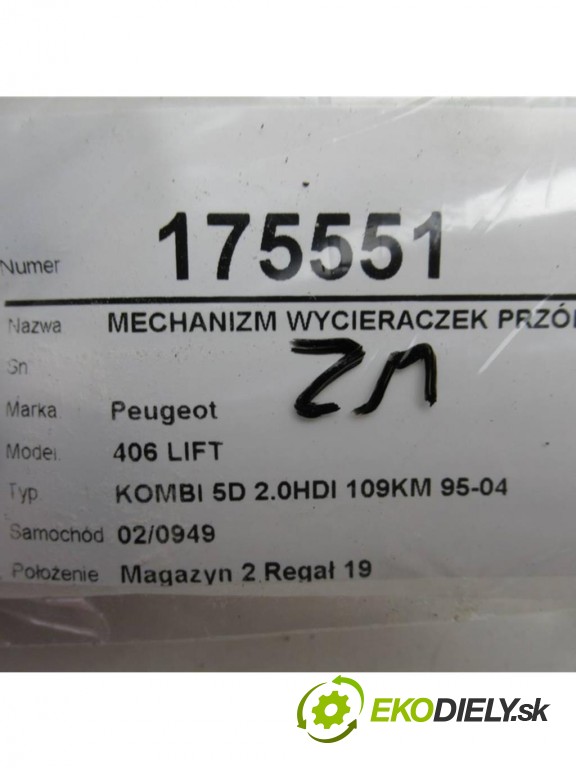 Numer 175551
Nazwa MECHANIZM WYCIERACZEK PRZÓ
Sn
Marka Peugeot
Model 406 LIFT
Typ KOMBI 5D 2.0HDI 109KM 95-04
Samochód 02/0949
Położenie Magazyn 2 Regał 19
EKODIELY.sk